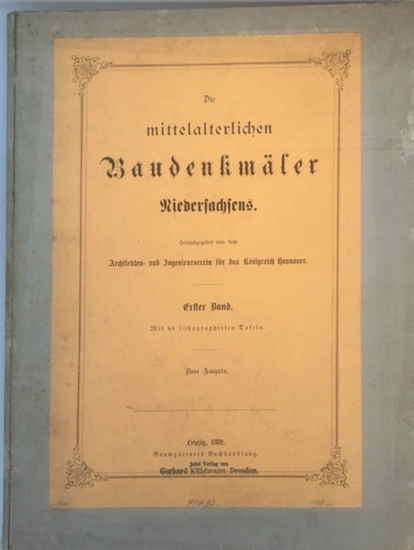 Die
mittelalterlichen
Baudenkmäler
Niedersachsens.
Herausgegeben von dem
Architekten- und Ingenieurverein für das Königreich Hannover.
Erster Band.
Mit 48 lithographirten Tafeln.
Neue Ausgabe.
Leipzig, 1882.
Baumgärtners Buchhandlung.
Jetzt Verlag von
Gerhard Kühtmann, Dresden.